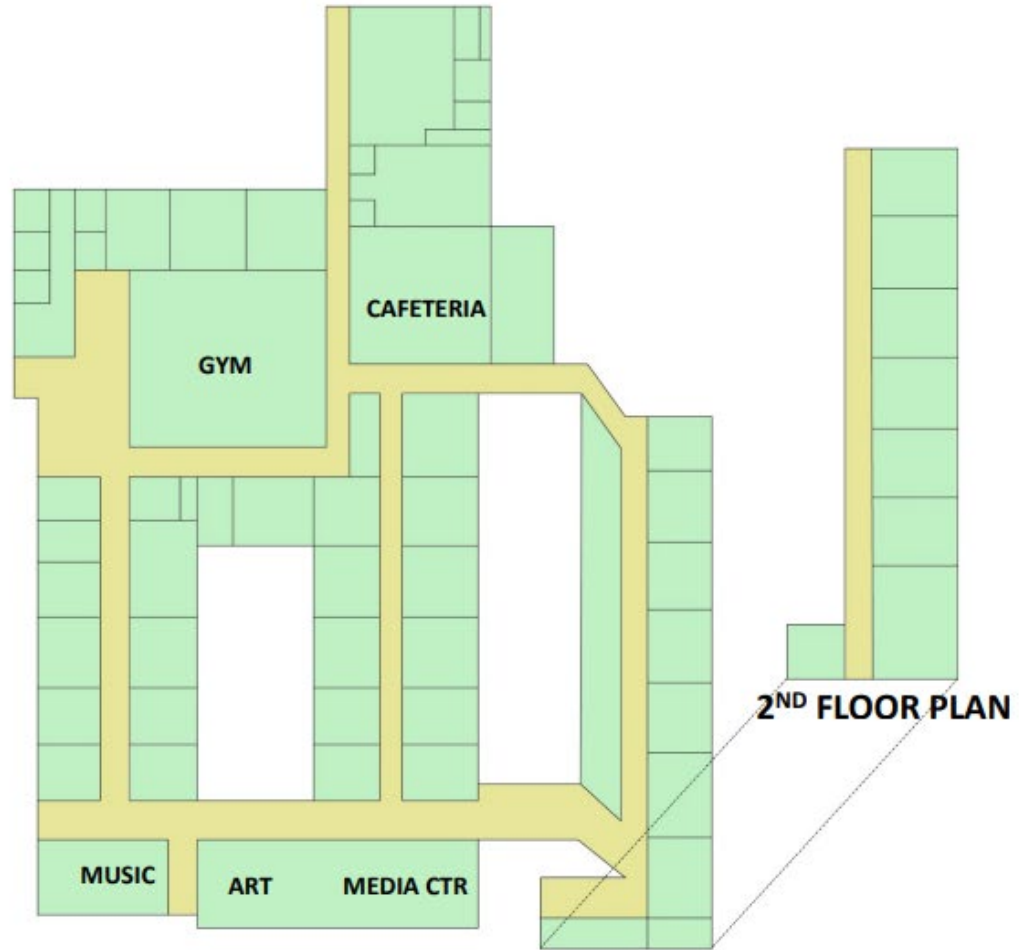 CAFETERIA
GYM
2ND FLOOR PLAN
MUSIC
ART
MEDIA CTR